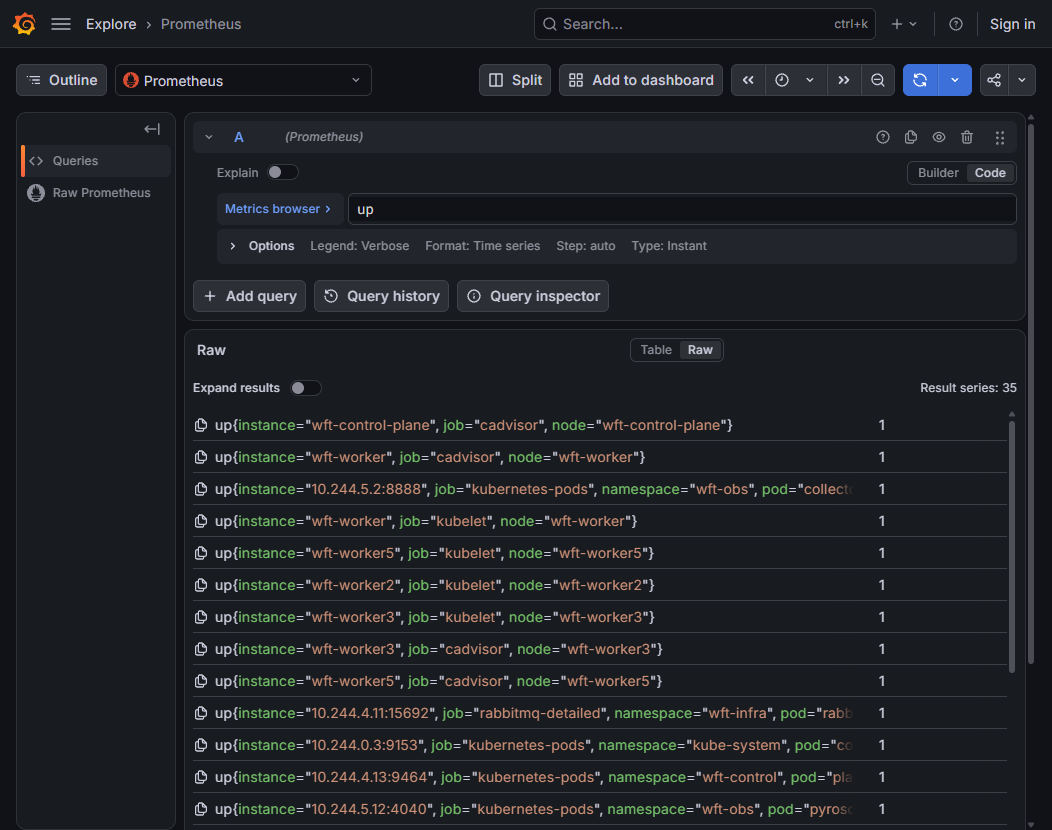 Explore › Prometheus
Search... ctrl+k
Sign in
Outline
Prometheus
Split
Add to dashboard
Queries
Raw Prometheus
A (Prometheus)
Explain
Builder Code
Metrics browser ›
up
Options Legend: Verbose Format: Time series Step: auto Type: Instant
+ Add query
Query history
Query inspector
Raw
Table Raw
Expand results
Result series: 35
up{instance="wft-control-plane", job="cadvisor", node="wft-control-plane"} 1
up{instance="wft-worker", job="cadvisor", node="wft-worker"} 1
up{instance="10.244.5.2:8888", job="kubernetes-pods", namespace="wft-obs", pod="collect 1
up{instance="wft-worker", job="kubelet", node="wft-worker"} 1
up{instance="wft-worker5", job="kubelet", node="wft-worker5"} 1
up{instance="wft-worker2", job="kubelet", node="wft-worker2"} 1
up{instance="wft-worker3", job="kubelet", node="wft-worker3"} 1
up{instance="wft-worker3", job="cadvisor", node="wft-worker3"} 1
up{instance="wft-worker5", job="cadvisor", node="wft-worker5"} 1
up{instance="10.244.4.11:15692", job="rabbitmq-detailed", namespace="wft-infra", pod="rabb 1
up{instance="10.244.0.3:9153", job="kubernetes-pods", namespace="kube-system", pod="co 1
up{instance="10.244.4.13:9464", job="kubernetes-pods", namespace="wft-control", pod="pla 1
up{instance="10.244.5.12:4040", job="kubernetes-pods", namespace="wft-obs", pod="pyros 1